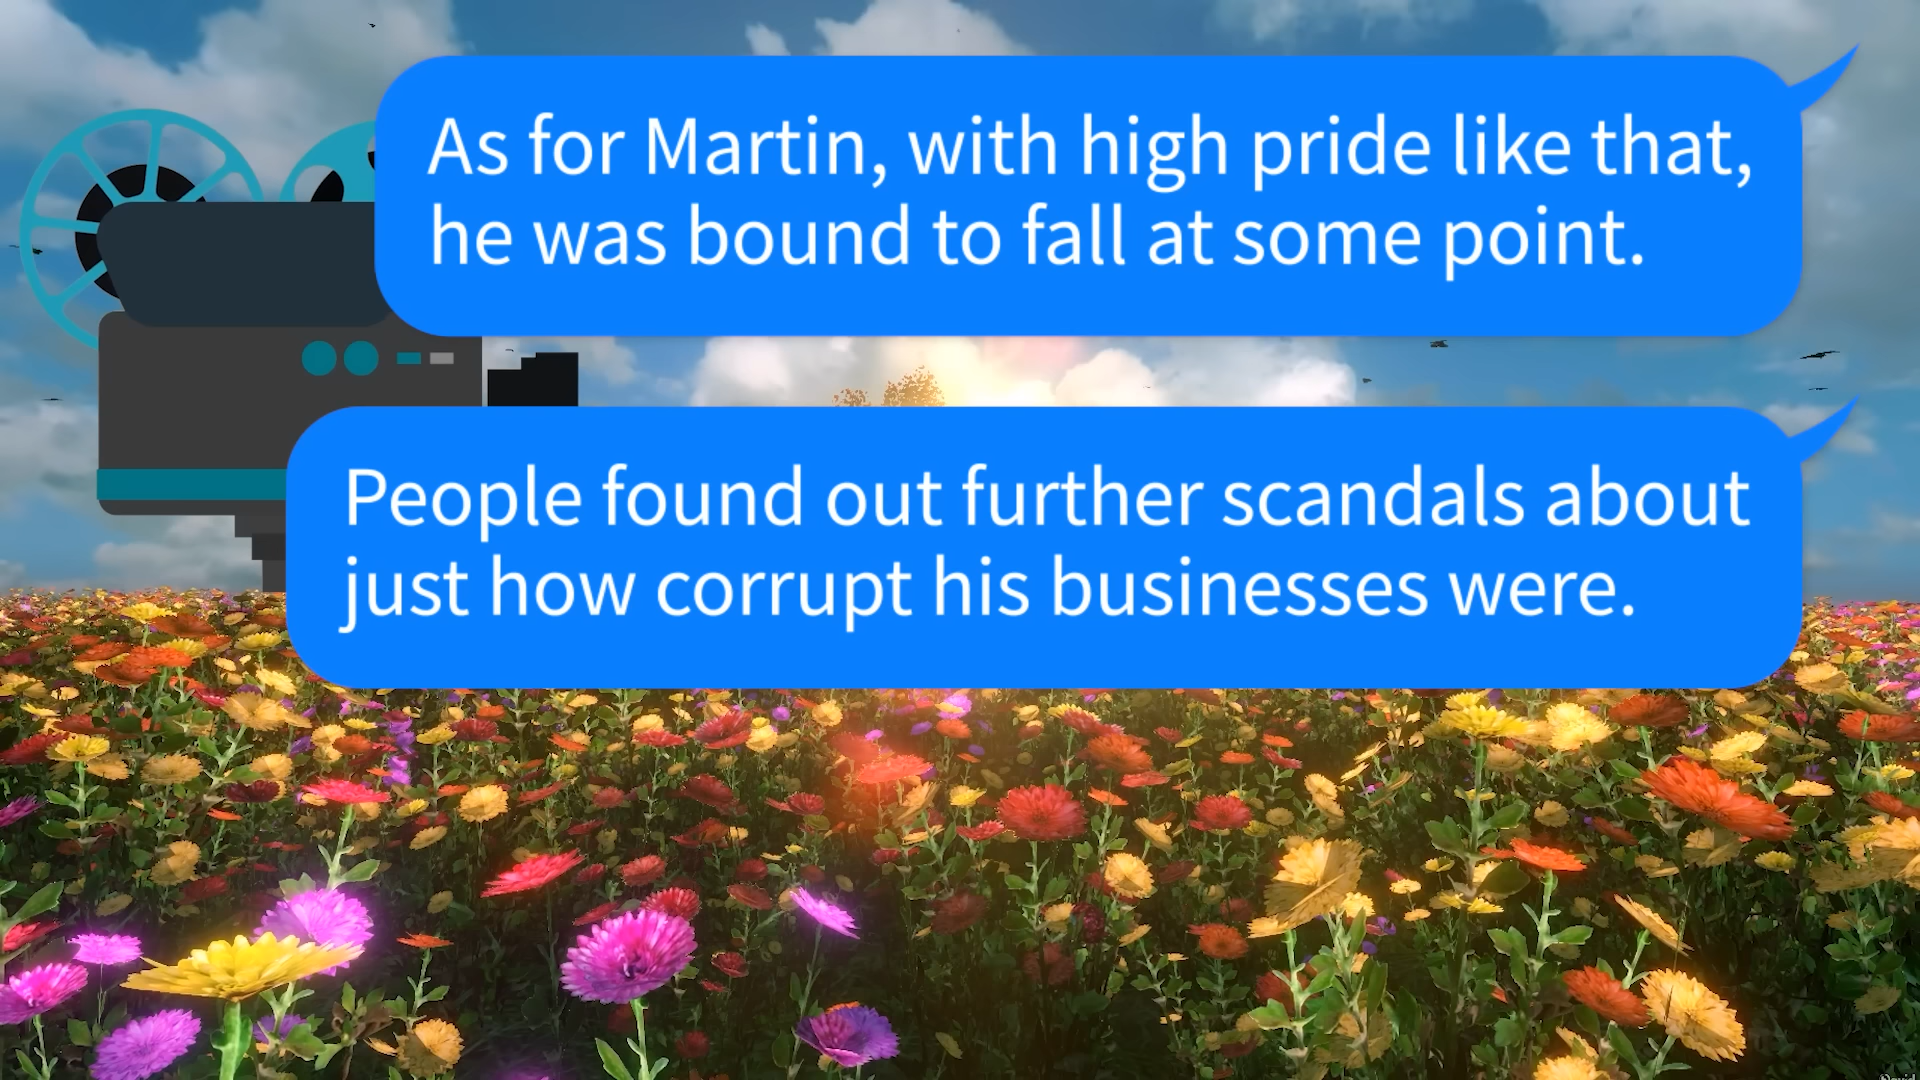 As for Martin, with high pride like that,
he was bound to fall at some point.
People found out further scandals about
just how corrupt his businesses were.